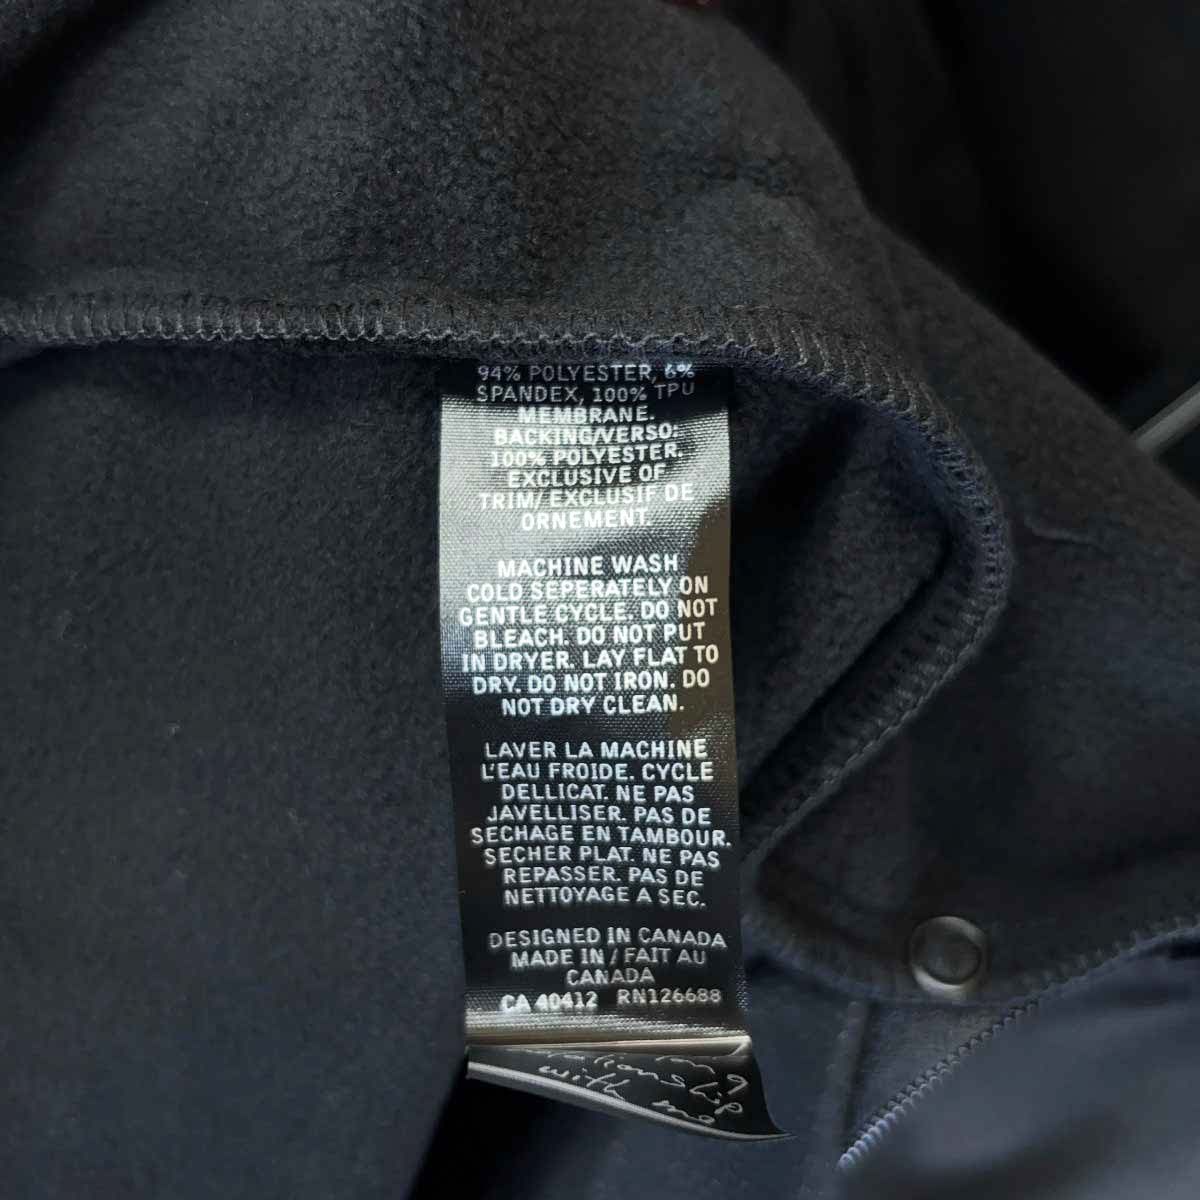 94% POLYESTER, 6%
SPANDEX, 100% TPU
MEMBRANE.
BACKING/VERSO:
100% POLYESTER.
EXCLUSIVE OF
TRIM/EXCLUSIF DE
ORNEMENT.
MACHINE WASH
COLD SEPERATELY ON
GENTLE CYCLE. DO NOT
BLEACH. DO NOT PUT
IN DRYER. LAY FLAT TO
DRY. DO NOT IRON. DO
NOT DRY CLEAN.
LAVER LA MACHINE
L'EAU FROIDE. CYCLE
DELLICAT. NE PAS
JAVELLISER. PAS DE
SECHAGE EN TAMBOUR.
SECHER PLAT. NE PAS
REPASSER. PAS DE
NETTOYAGE A SEC.
DESIGNED IN CANADA
MADE IN / FAIT AU
CANADA
CA 40412 RN126688
with me